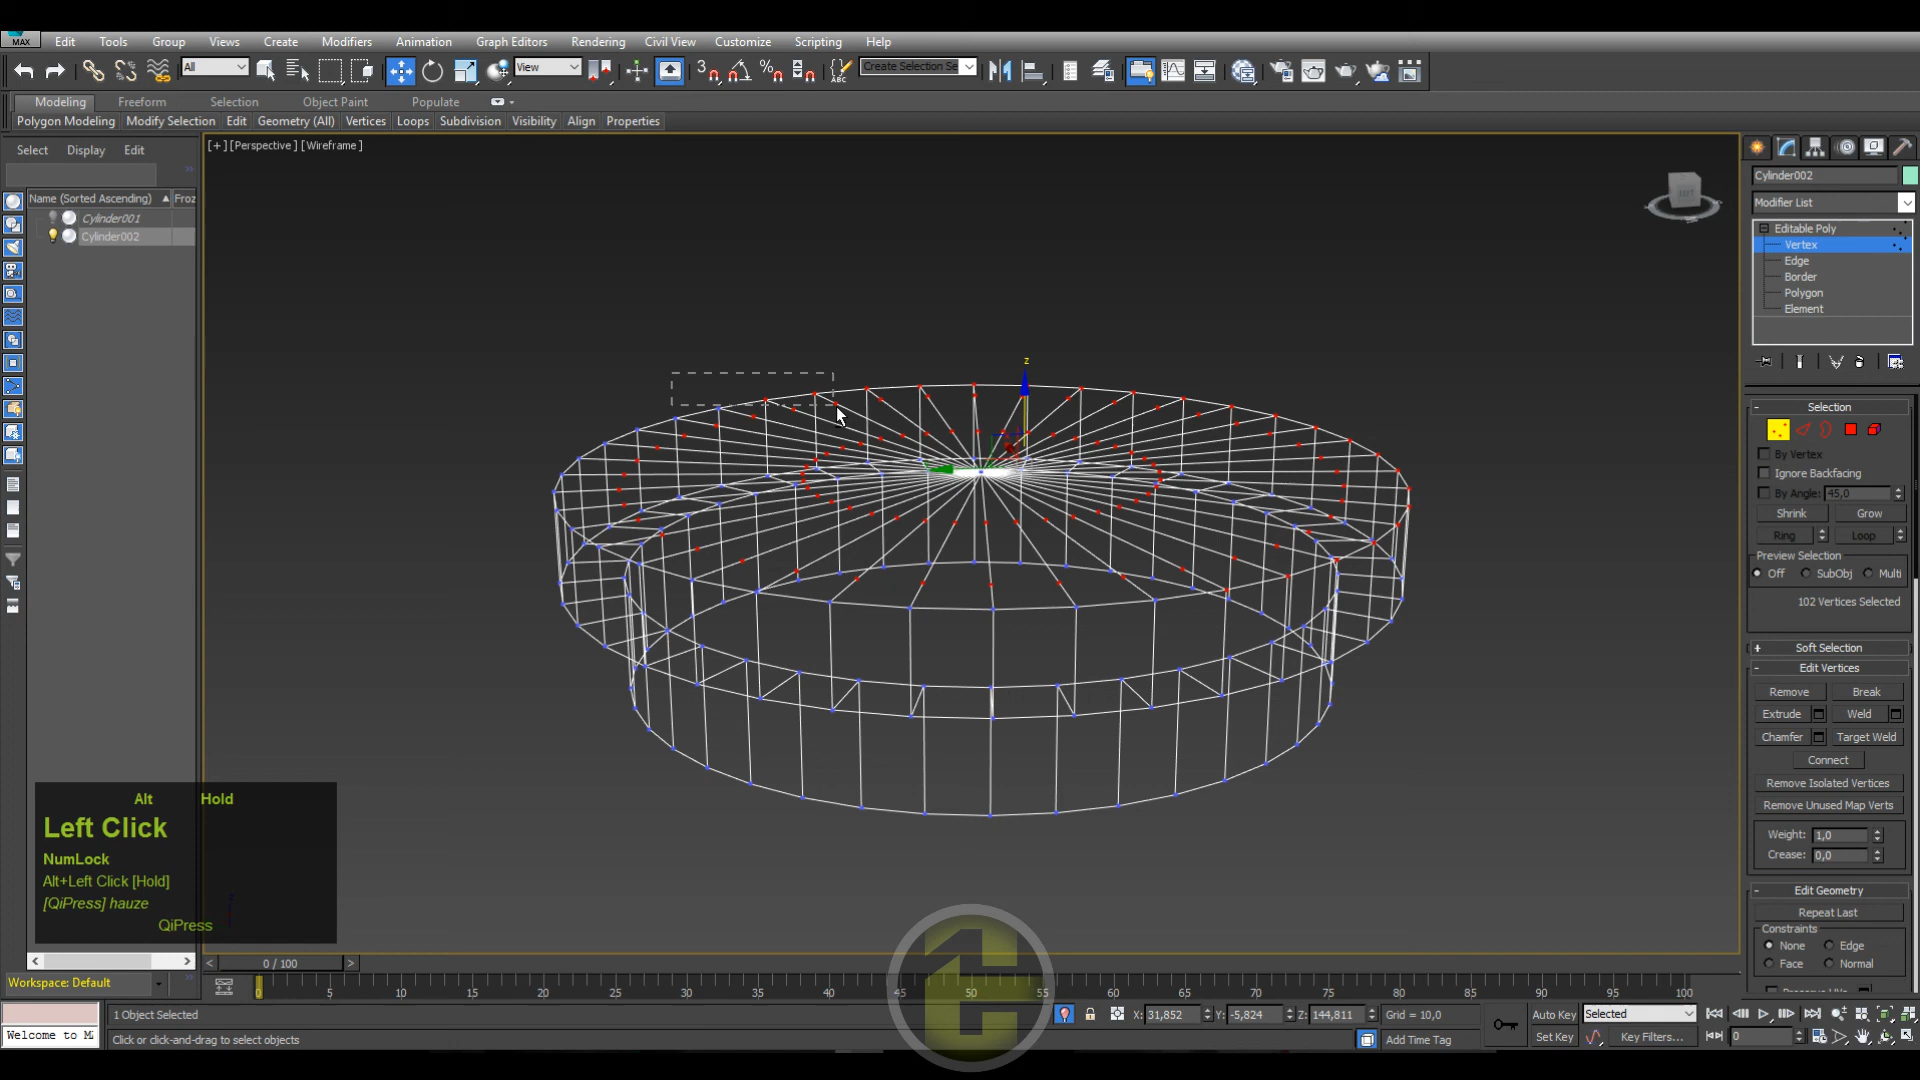 MAX Edit Tools Group Views Create Modifiers Animation Graph Editors Rendering Civil View Customize Scripting Help
All View Create Selection Se
Modeling Freeform Selection Object Paint Populate
Polygon Modeling Modify Selection Edit Geometry (All) Vertices Loops Subdivision Visibility Align Properties
Select Display Edit
Name (Sorted Ascending) Froz
Cylinder001
Cylinder002
[+] [Perspective ] [Wireframe ]
z
Cylinder002
Modifier List
Editable Poly
Vertex
Edge
Border
Polygon
Element
Selection
By Vertex
Ignore Backfacing
By Angle: 45,0
Shrink Grow
Ring Loop
Preview Selection
Off SubObj Multi
102 Vertices Selected
Soft Selection
Edit Vertices
Remove Break
Extrude Weld
Chamfer Target Weld
Connect
Remove Isolated Vertices
Remove Unused Map Verts
Weight: 1,0
Crease: 0,0
Edit Geometry
Repeat Last
Constraints
None Edge
Face Normal
Preserve UVs
Alt Hold
Left Click
NumLock
Alt+Left Click [Hold]
[QiPress] hauze
QiPress
0 / 100
Workspace: Default
0 5 10 15 20 25 30 35 40 45 50 55 60 65 70 75 80 85 90 95 100
1 Object Selected X: 31,852 Y: -5,824 Z: 144,811 Grid = 10,0 Auto Key Selected
Welcome to M Click or click-and-drag to select objects Add Time Tag Set Key Key Filters... 0